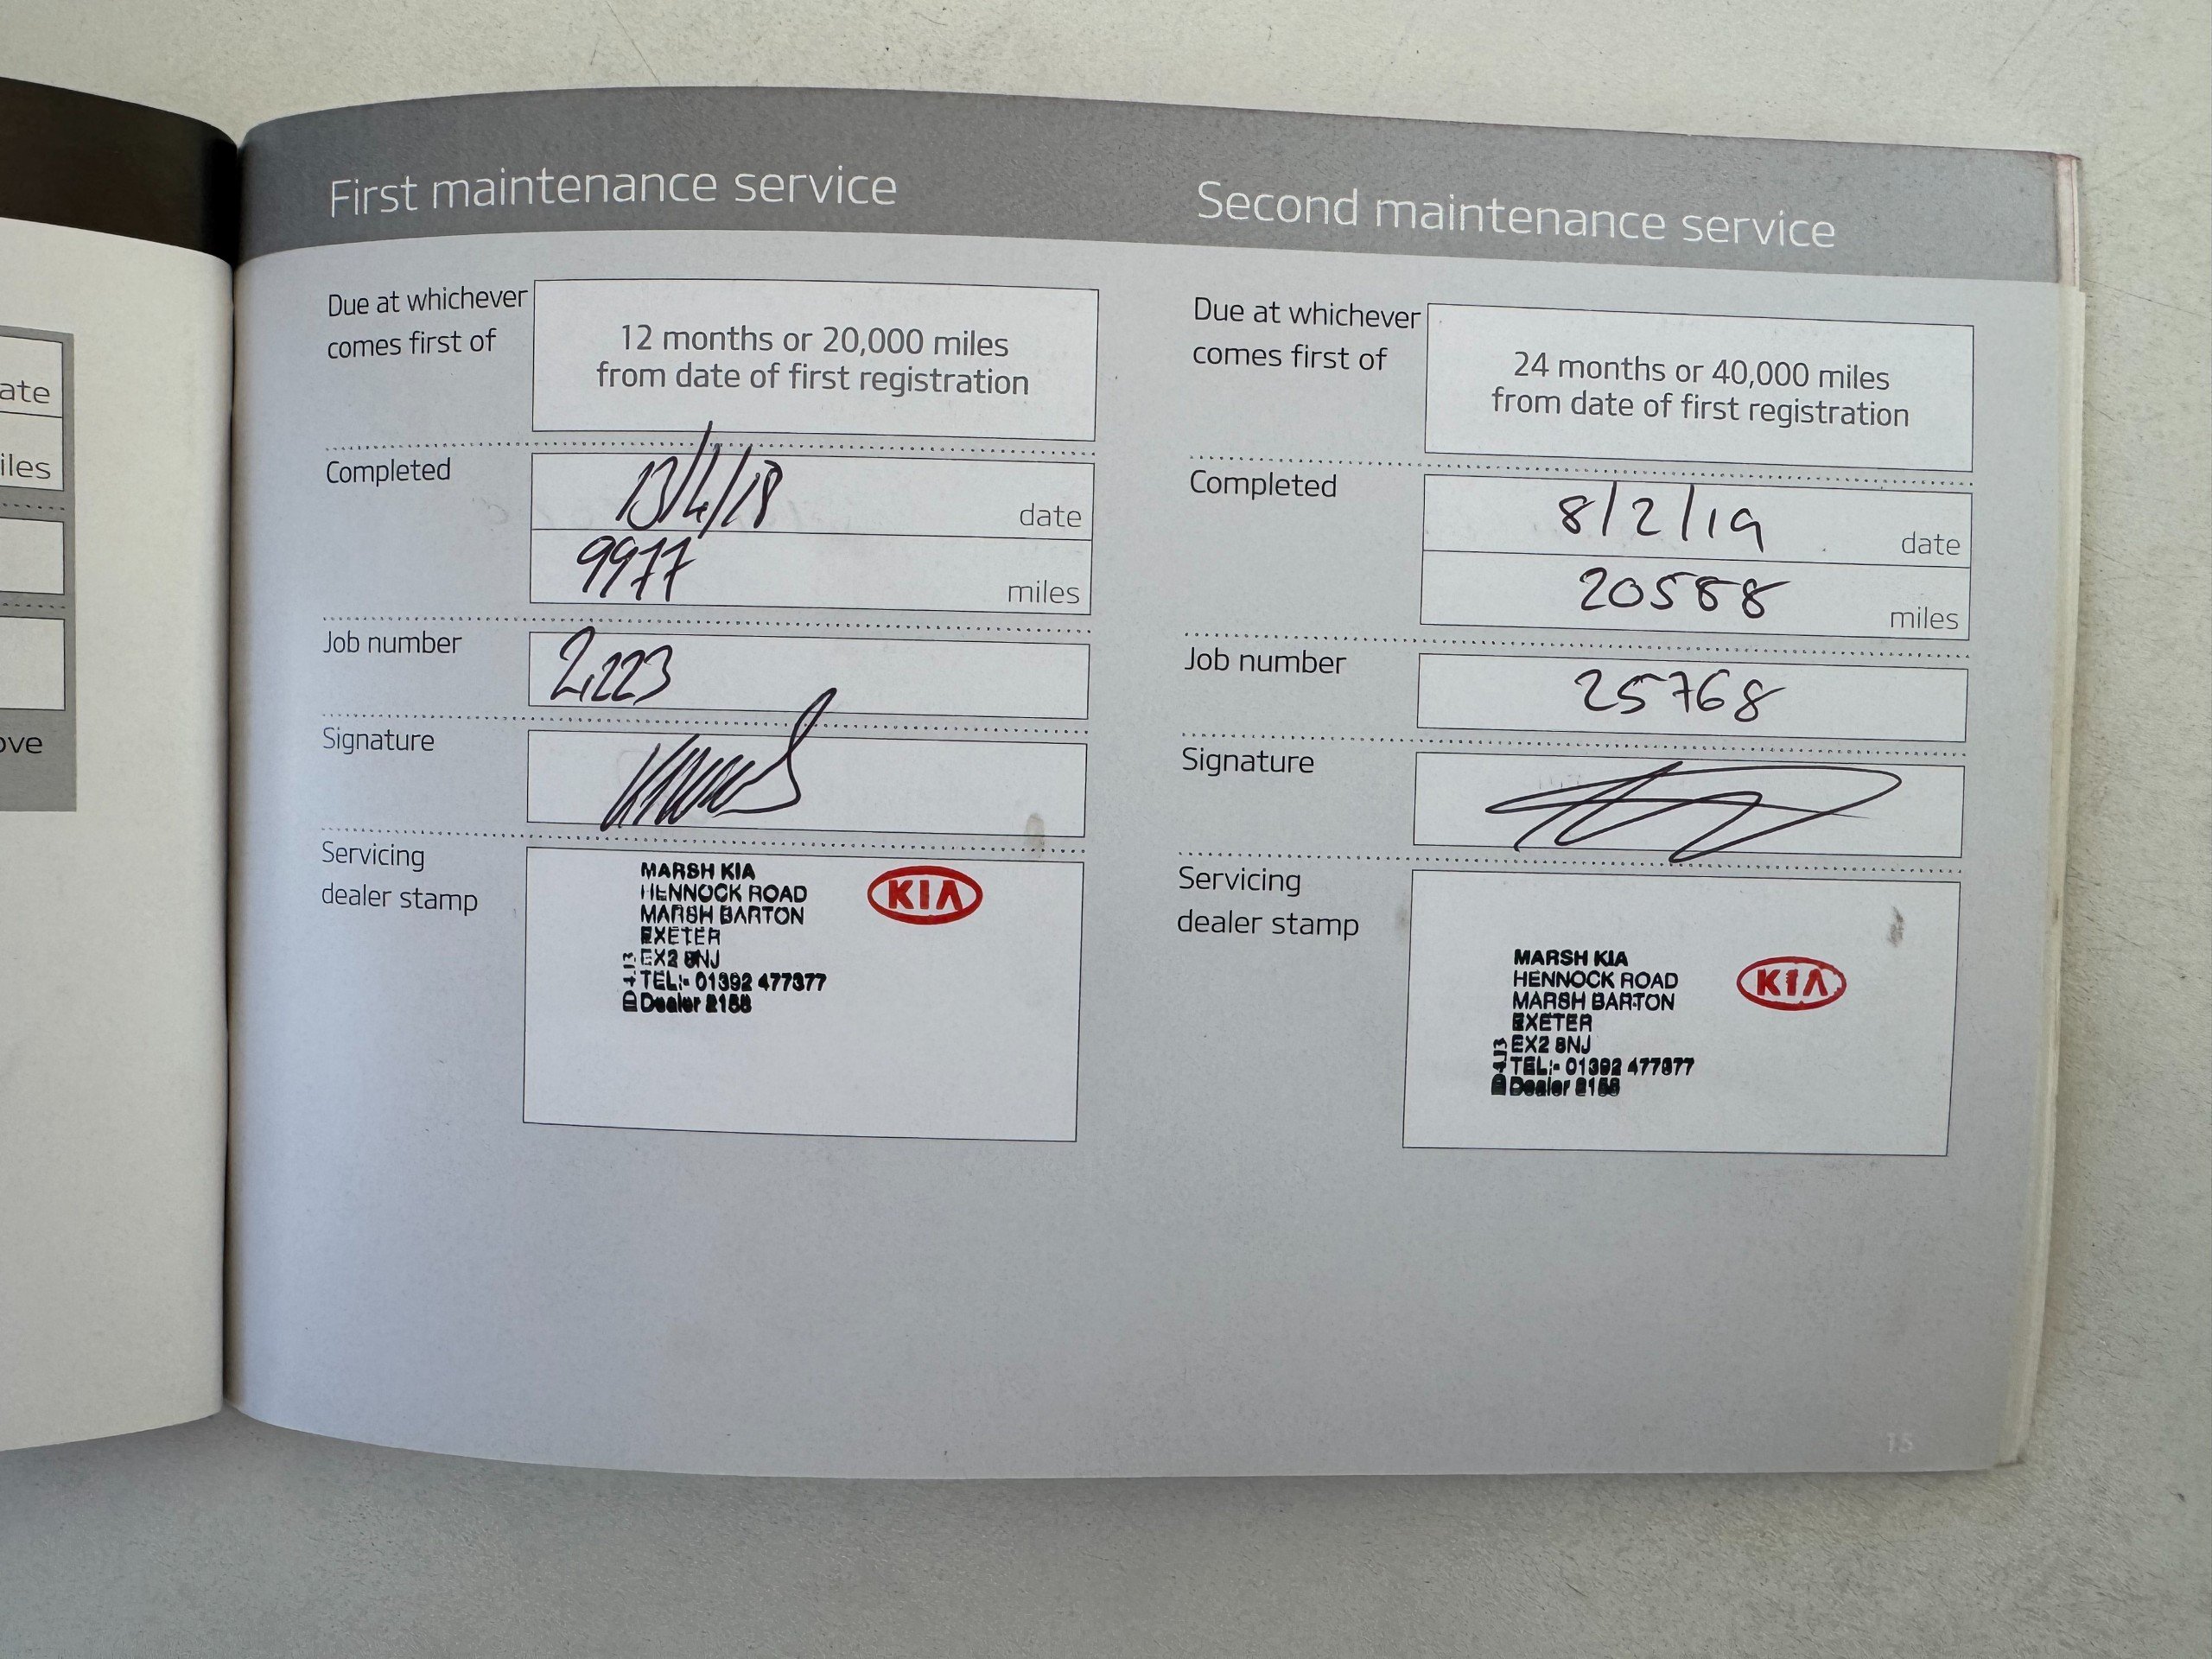 ate
iles
ove
First maintenance service
Due at whichever
comes first of
12 months or 20,000 miles
from date of first registration
Completed
13/4/18
date
9977
miles
Job number
Signature
Servicing
dealer stamp
MARSH KIA
HENNOCK ROAD
MARSH BARTON
EXETER
EX2 8NJ
TEL:- 01392 477377
Dealer 2158
KIA
Second maintenance service
Due at whichever
comes first of
24 months or 40,000 miles
from date of first registration
Completed
8/2/19
date
20588
miles
Job number
25768
Signature
Servicing
dealer stamp
MARSH KIA
HENNOCK ROAD
MARSH BARTON
EXETER
EX2 8NJ
TEL:- 01392 477377
Dealer 2158
KIA
15